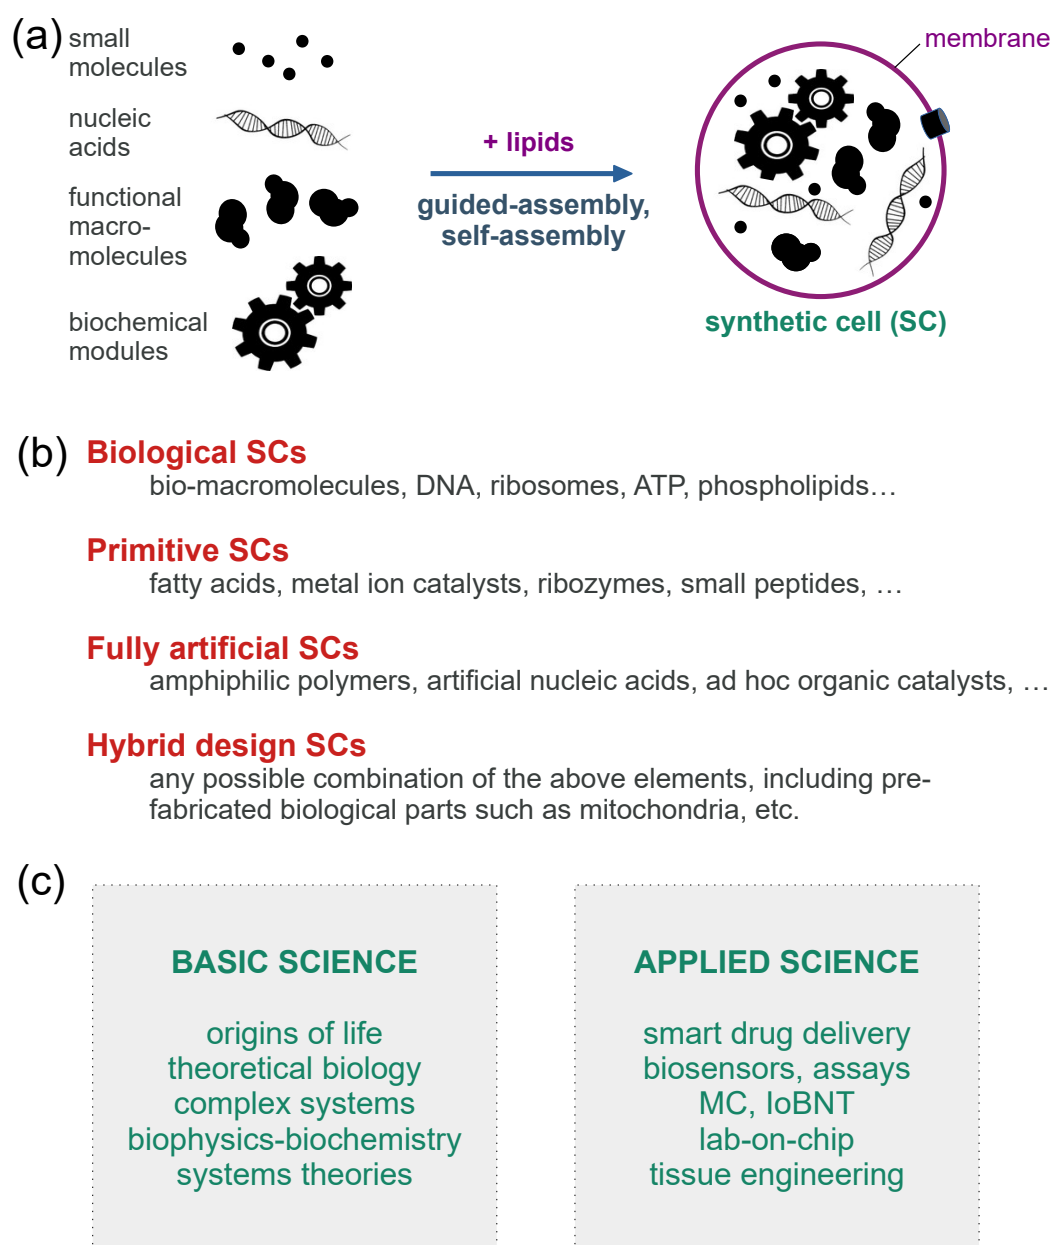 (a)
small
molecules
nucleic
acids
functional
macro-
molecules
biochemical
modules
+ lipids
guided-assembly,
self-assembly
membrane
synthetic cell (SC)
(b)
Biological SCs
bio-macromolecules, DNA, ribosomes, ATP, phospholipids…
Primitive SCs
fatty acids, metal ion catalysts, ribozymes, small peptides, …
Fully artificial SCs
amphiphilic polymers, artificial nucleic acids, ad hoc organic catalysts, …
Hybrid design SCs
any possible combination of the above elements, including pre-
fabricated biological parts such as mitochondria, etc.
(c)
BASIC SCIENCE
origins of life
theoretical biology
complex systems
biophysics-biochemistry
systems theories
APPLIED SCIENCE
smart drug delivery
biosensors, assays
MC, IoBNT
lab-on-chip
tissue engineering